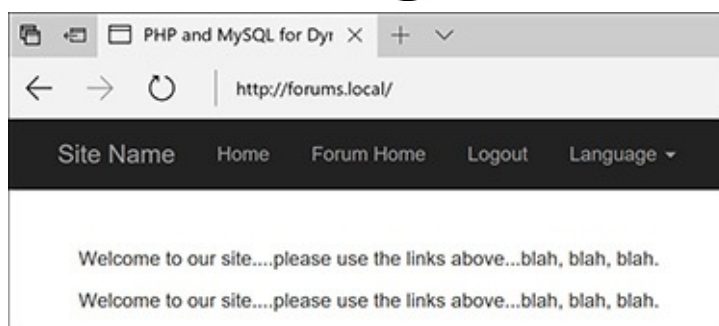 PHP and MySQL for Dyr
http://forums.local/
Site Name Home Forum Home Logout Language
Welcome to our site....please use the links above...blah, blah, blah.
Welcome to our site....please use the links above...blah, blah, blah.